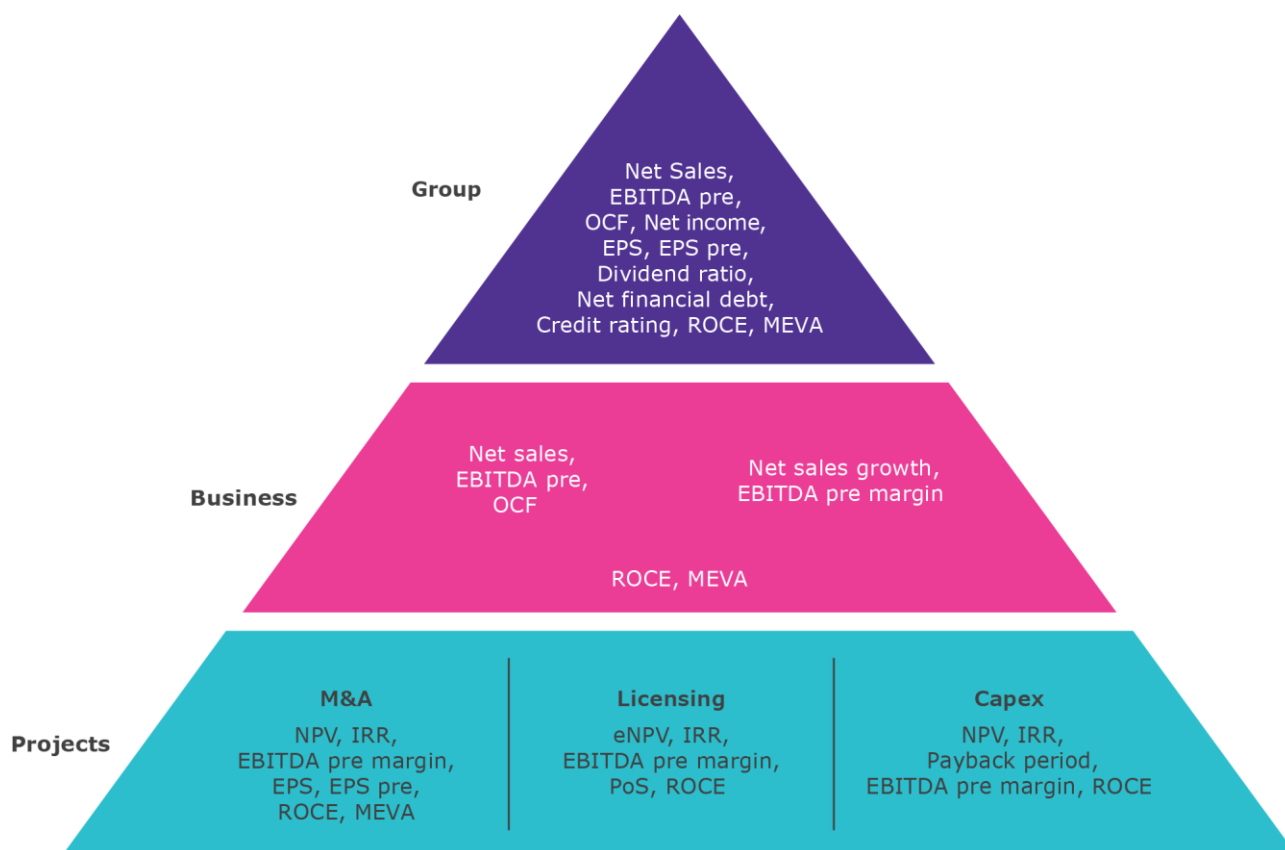 Group
Net Sales,
EBITDA pre,
OCF, Net income,
EPS, EPS pre,
Dividend ratio,
Net financial debt,
Credit rating, ROCE, MEVA
Business
Net sales,
EBITDA pre,
OCF
Net sales growth,
EBITDA pre margin
ROCE, MEVA
Projects
M&A
NPV, IRR,
EBITDA pre margin,
EPS, EPS pre,
ROCE, MEVA
Licensing
eNPV, IRR,
EBITDA pre margin,
PoS, ROCE
Capex
NPV, IRR,
Payback period,
EBITDA pre margin, ROCE